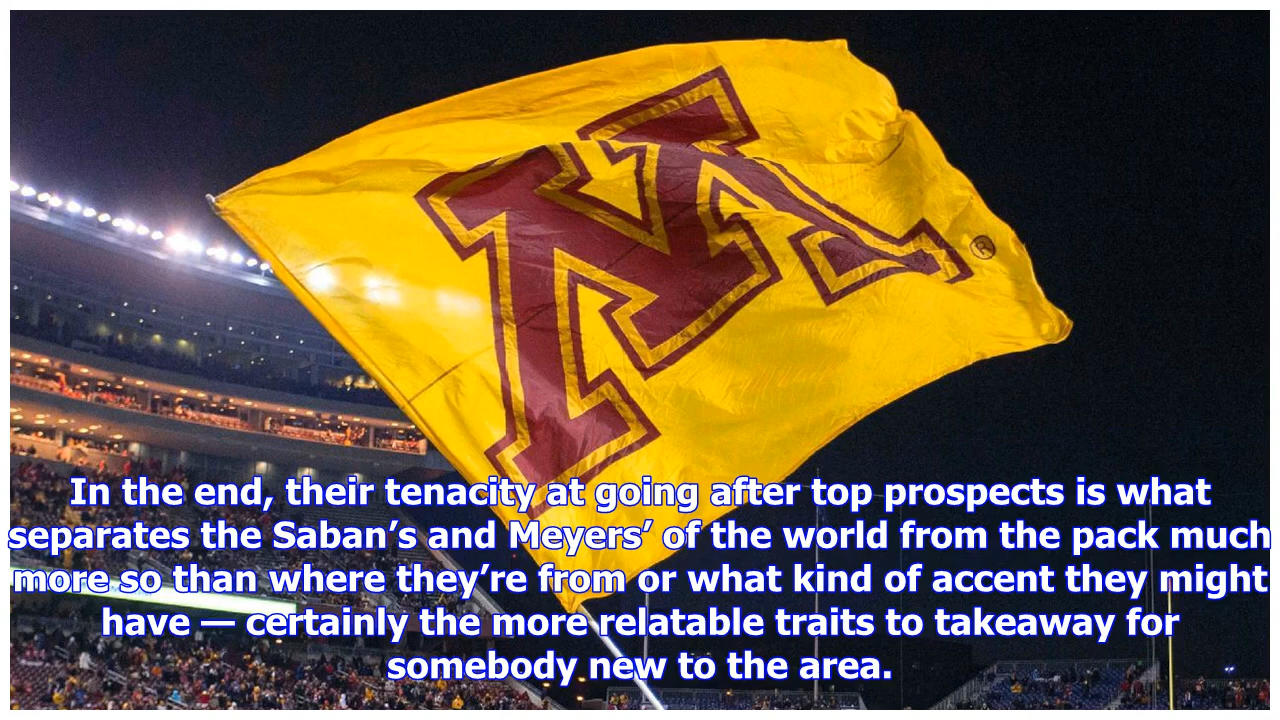 M ®
In the end, their tenacity at going after top prospects is what
separates the Saban’s and Meyers’ of the world from the pack much
more so than where they’re from or what kind of accent they might
have — certainly the more relatable traits to takeaway for
somebody new to the area.